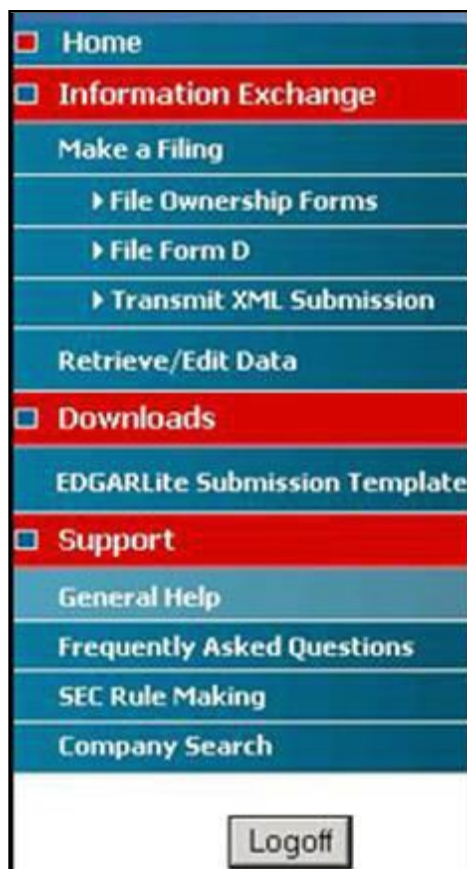 Home
Information Exchange
Make a Filing
File Ownership Forms
File Form D
Transmit XML Submission
Retrieve/Edit Data
Downloads
EDGARLite Submission Template
Support
General Help
Frequently Asked Questions
SEC Rule Making
Company Search
Logoff